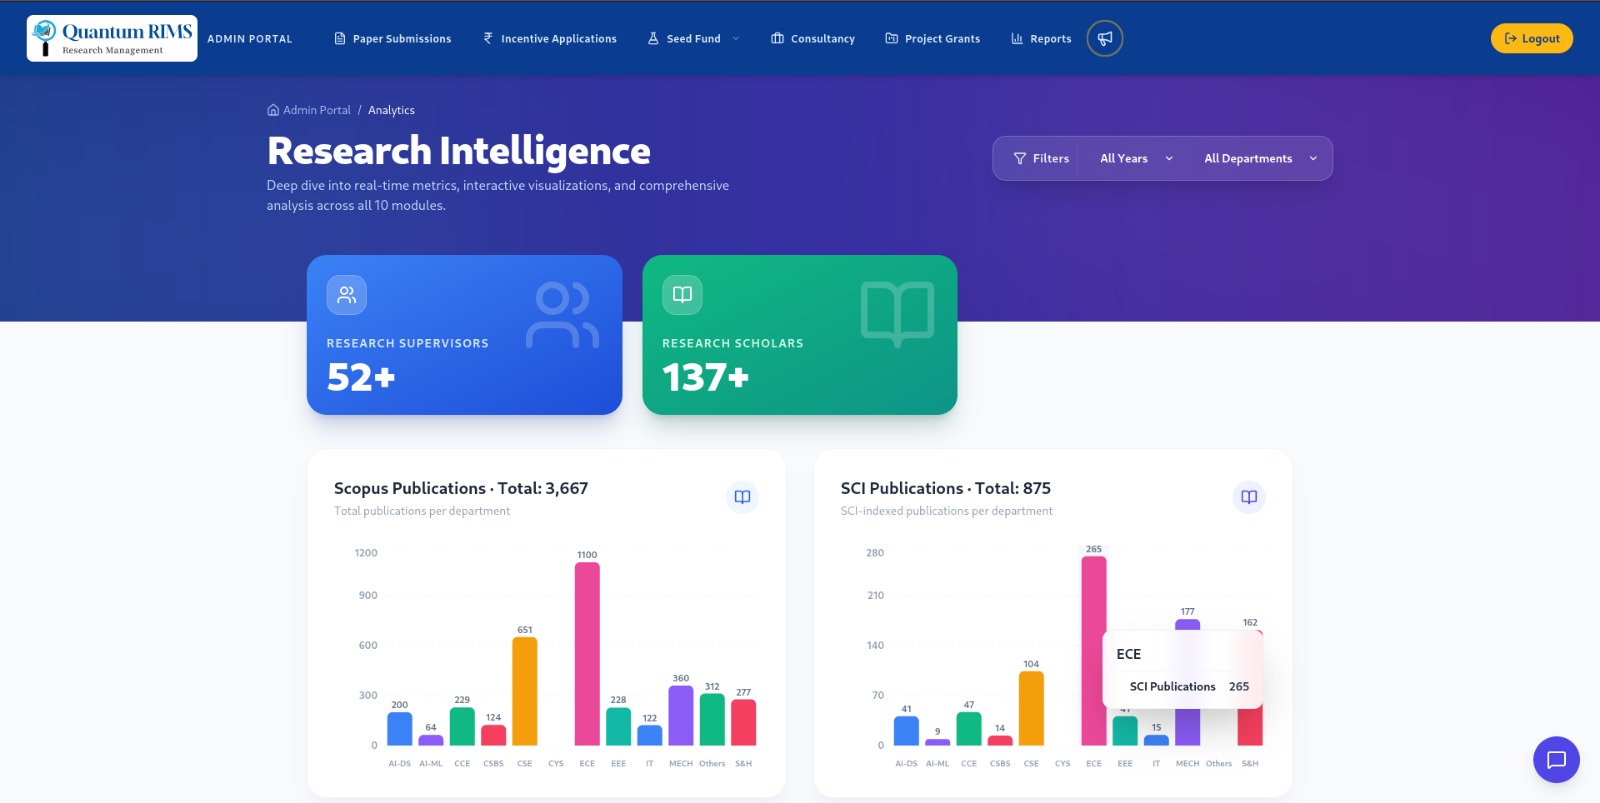 Quantum RIMS
Research Management
ADMIN PORTAL
Paper Submissions
Incentive Applications
Seed Fund
Consultancy
Project Grants
Reports
Logout
Admin Portal / Analytics
Research Intelligence
Deep dive into real-time metrics, interactive visualizations, and comprehensive
analysis across all 10 modules.
Filters
All Years
All Departments
RESEARCH SUPERVISORS
52+
RESEARCH SCHOLARS
137+
Scopus Publications · Total: 3,667
Total publications per department
1200
900
600
300
0
200
64
229
124
651
1100
228
122
360
312
277
AI-DS AI-ML CCE CSBS CSE CYS ECE EEE IT MECH Others S&H
SCI Publications · Total: 875
SCI-indexed publications per department
280
210
140
70
0
41
9
47
14
104
265
15
177
162
ECE
SCI Publications 265
AI-DS AI-ML CCE CSBS CSE CYS ECE EEE IT MECH Others S&H